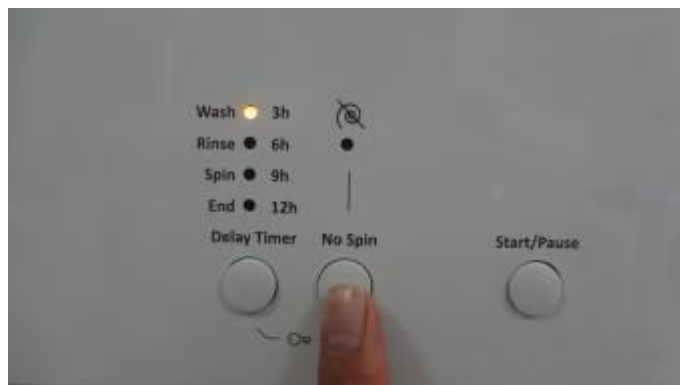 Wash 3h
Rinse 6h
Spin 9h
End 12h
Delay Timer No Spin Start/Pause